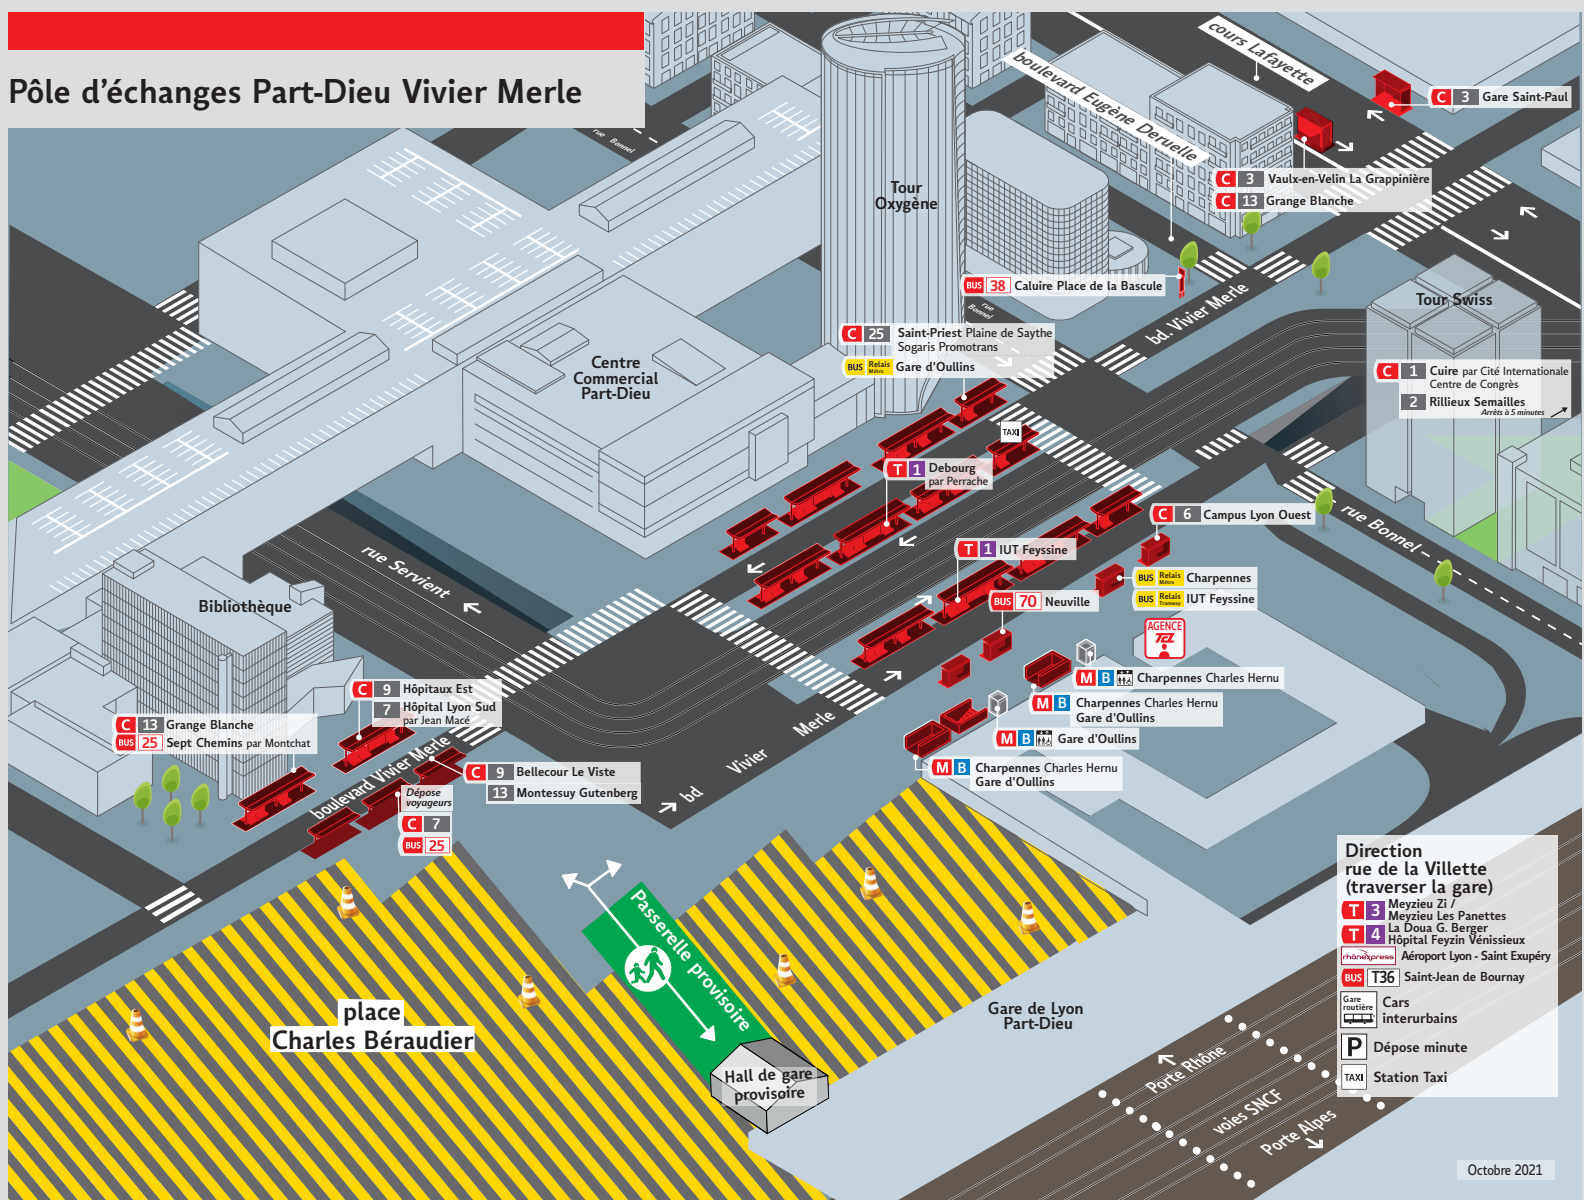 Pôle d'échanges Part-Dieu Vivier Merle
rue Bonnel
cours Lafayette
boulevard Eugène Deruelle
C 3 Gare Saint-Paul
C 3 Vaulx-en-Velin La Grappinière
C 13 Grange Blanche
Tour
Oxygène
BUS 38 Caluire Place de la Bascule
rue
Bonnel
bd. Vivier Merle
Tour Swiss
C 25 Saint-Priest Plaine de Saythe
Sogaris Promotrans
BUS Relais Métro Gare d'Oullins
Centre
Commercial
Part-Dieu
C 1 Cuire par Cité Internationale
Centre de Congrès
2 Rillieux Semailles
Arrêts à 5 minutes
TAXI
T 1 Debourg
par Perrache
C 6 Campus Lyon Ouest
rue Bonnel
rue Servient
T 1 IUT Feyssine
BUS Relais Métro Charpennes
BUS Relais Tramway IUT Feyssine
BUS 70 Neuville
AGENCE
TCL
Bibliothèque
M B Charpennes Charles Hernu
M B Charpennes Charles Hernu
Gare d'Oullins
M B Gare d'Oullins
M B Charpennes Charles Hernu
Gare d'Oullins
C 9 Hôpitaux Est
7 Hôpital Lyon Sud
par Jean Macé
C 13 Grange Blanche
BUS 25 Sept Chemins par Montchat
boulevard Vivier Merle
C 9 Bellecour Le Viste
13 Montessuy Gutenberg
Dépose
voyageurs
C 7
BUS 25
bd Vivier Merle
Passerelle provisoire
place
Charles Béraudier
Hall de gare
provisoire
Gare de Lyon
Part-Dieu
Porte Rhône
voies SNCF
Porte Alpes
Direction
rue de la Villette
(traverser la gare)
T 3 Meyzieu Zi /
Meyzieu Les Panettes
T 4 La Doua G. Berger
Hôpital Feyzin Vénissieux
rhônexpress Aéroport Lyon - Saint Exupéry
BUS T36 Saint-Jean de Bournay
Gare routière Cars
interurbains
P Dépose minute
TAXI Station Taxi
Octobre 2021